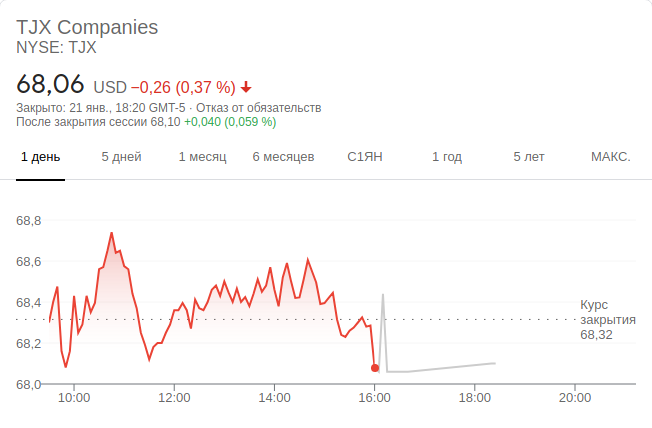 TJX Companies
NYSE: TJX
68,06 USD −0,26 (0,37 %)
Закрыто: 21 янв., 18:20 GMT-5 · Отказ от обязательств
После закрытия сессии 68,10 +0,040 (0,059 %)
1 день 5 дней 1 месяц 6 месяцев С1ЯН 1 год 5 лет МАКС.
68,8
68,6
68,4
68,2
68,0
Курс
закрытия
68,32
10:00 12:00 14:00 16:00 18:00 20:00